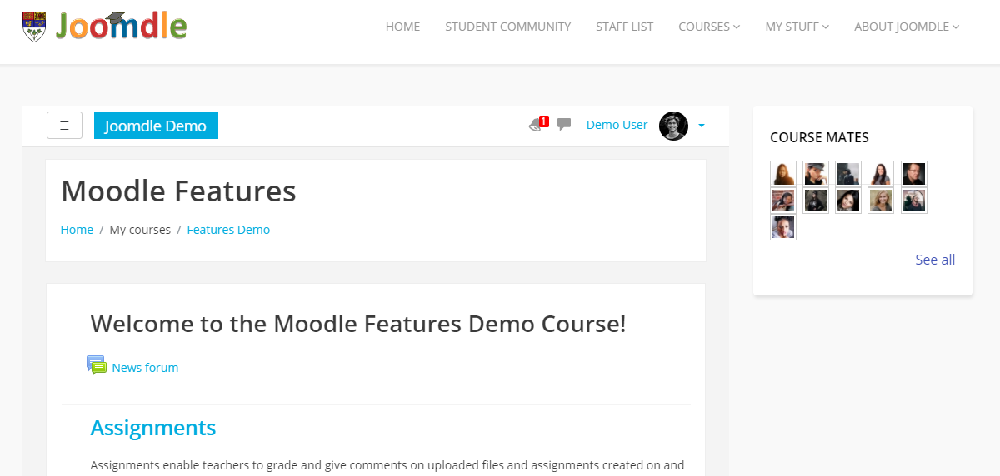 Joomdle
HOME STUDENT COMMUNITY STAFF LIST COURSES MY STUFF ABOUT JOOMDLE
Joomdle Demo
1
Demo User
Moodle Features
Home / My courses / Features Demo
Welcome to the Moodle Features Demo Course!
News forum
Assignments
Assignments enable teachers to grade and give comments on uploaded files and assignments created on and
COURSE MATES
See all